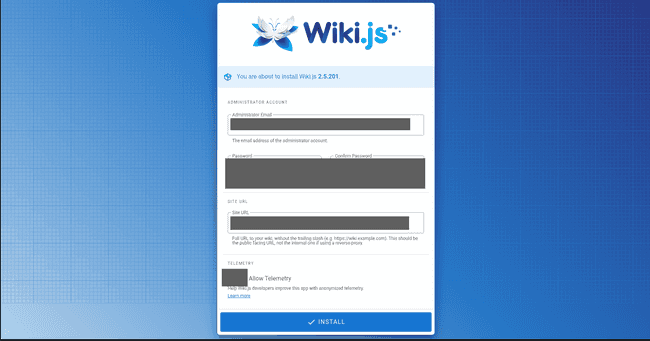 Wiki.js
You are about to install Wiki.js 2.5.201.
ADMINISTRATOR ACCOUNT
Administrator Email
The email address of the administrator account.
Password Confirm Password
SITE URL
Site URL
Full URL to your wiki, without the trailing slash (e.g. https://wiki.example.com). This should be
the public facing URL, not the internal one if using a reverse-proxy.
TELEMETRY
Allow Telemetry
Help Wiki.js developers improve this app with anonymized telemetry.
Learn more
INSTALL